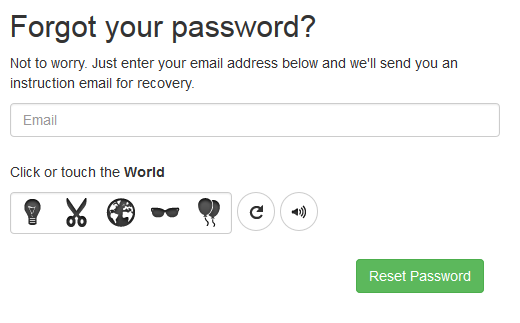 Forgot your password?
Not to worry. Just enter your email address below and we'll send you an
instruction email for recovery.
Email
Click or touch the World
Reset Password